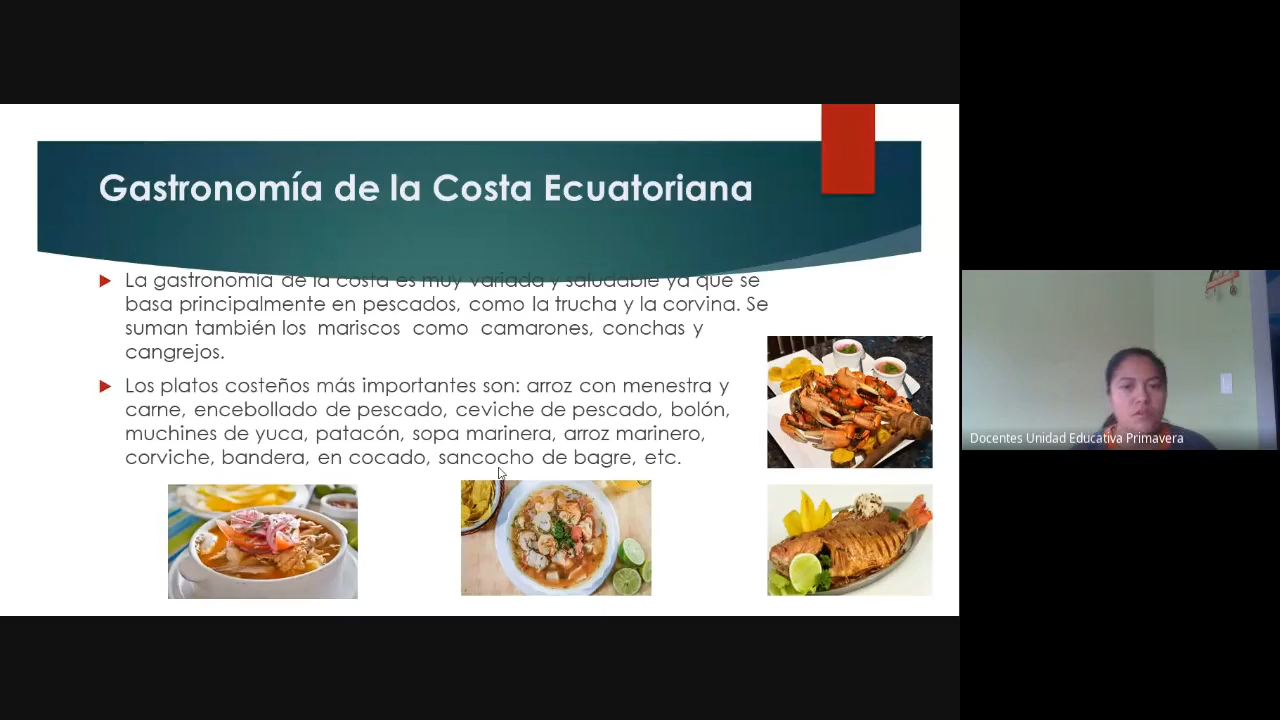 Gastronomía de la Costa Ecuatoriana
La gastronomía de la costa es muy variada y saludable ya que se
basa principalmente en pescados, como la trucha y la corvina. Se
suman también los mariscos como camarones, conchas y
cangrejos.
Los platos costeños más importantes son: arroz con menestra y
carne, encebollado de pescado, ceviche de pescado, bolón,
muchines de yuca, patacón, sopa marinera, arroz marinero,
corviche, bandera, en cocado, sancocho de bagre, etc.
Docentes Unidad Educativa Primavera